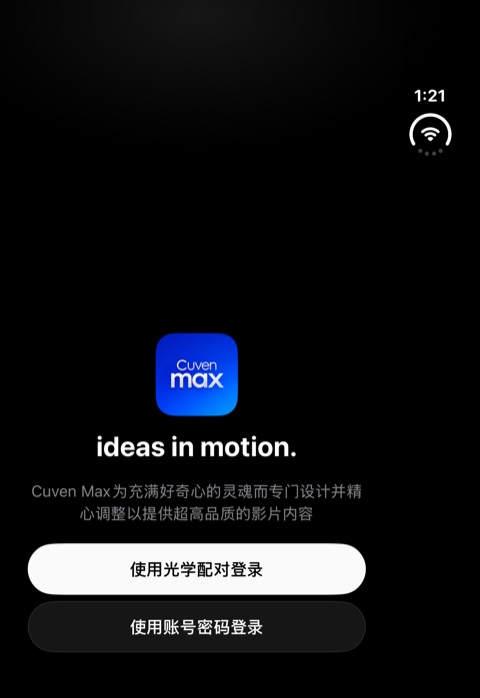 1:21
Cuven
max
ideas in motion.
Cuven Max为充满好奇心的灵魂而专门设计并精
心调整以提供超高品质的影片内容
使用光学配对登录
使用账号密码登录